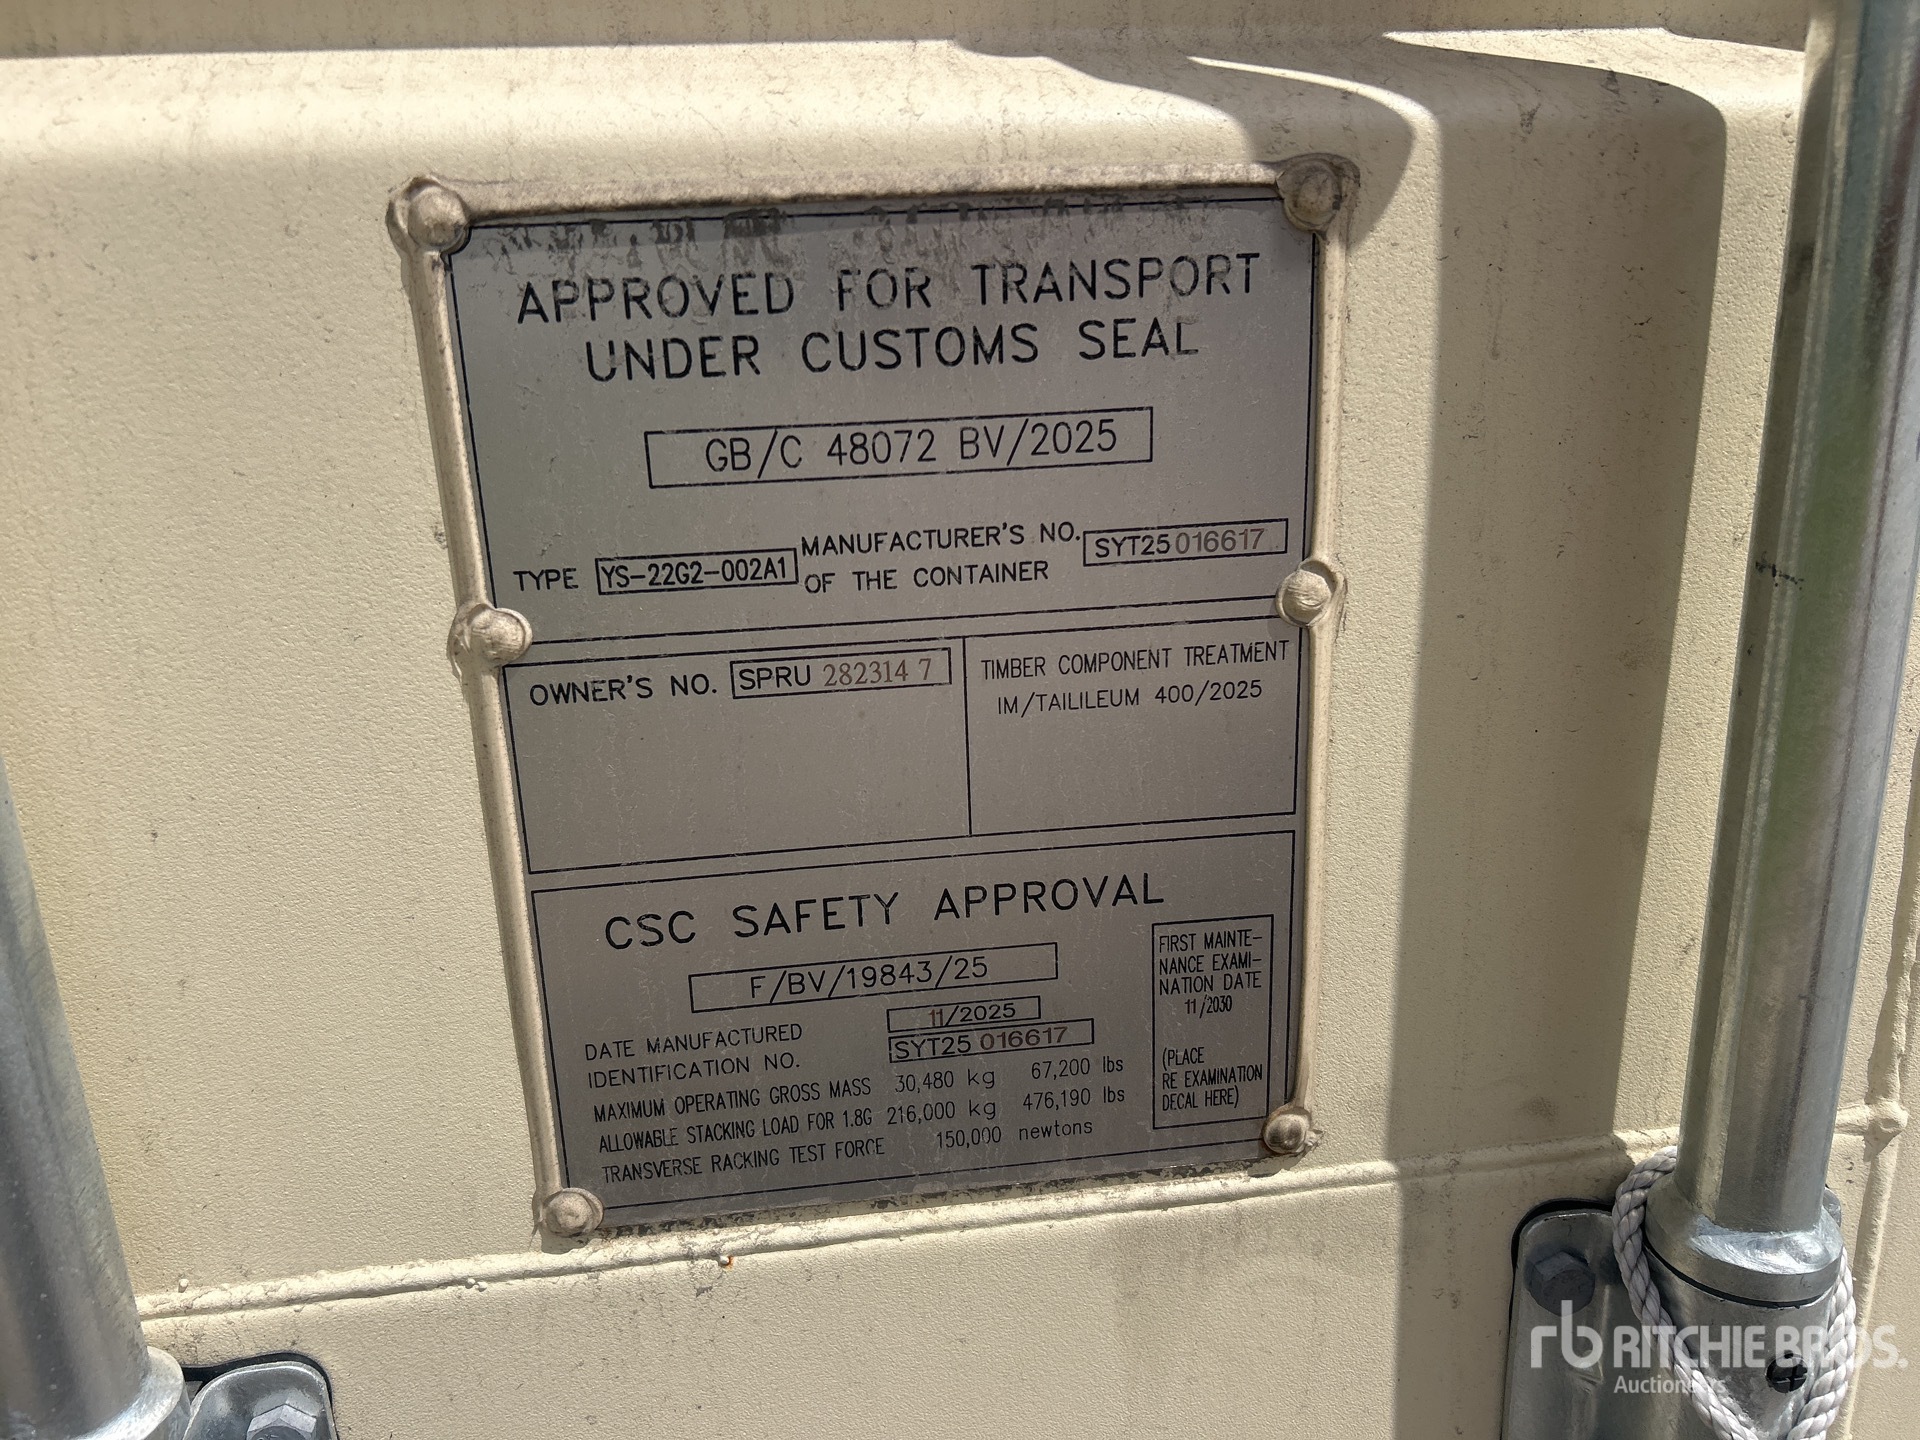 APPROVED FOR TRANSPORT
UNDER CUSTOMS SEAL
GB/C 48072 BV/2025
TYPE YS-22G2-002A1 MANUFACTURER'S NO. OF THE CONTAINER SYT25 016617
OWNER'S NO. SPRU 282314 7
TIMBER COMPONENT TREATMENT
IM/TAILILEUM 400/2025
CSC SAFETY APPROVAL
F/BV/19843/25
DATE MANUFACTURED 11/2025
IDENTIFICATION NO. SYT25 016617
MAXIMUM OPERATING GROSS MASS 30,480 kg 67,200 lbs
ALLOWABLE STACKING LOAD FOR 1.8G 216,000 kg 476,190 lbs
TRANSVERSE RACKING TEST FORCE 150,000 newtons
FIRST MAINTE-
NANCE EXAMI-
NATION DATE
11/2030
(PLACE
RE EXAMINATION
DECAL HERE)
rb RITCHIE BROS.
Auctioneers